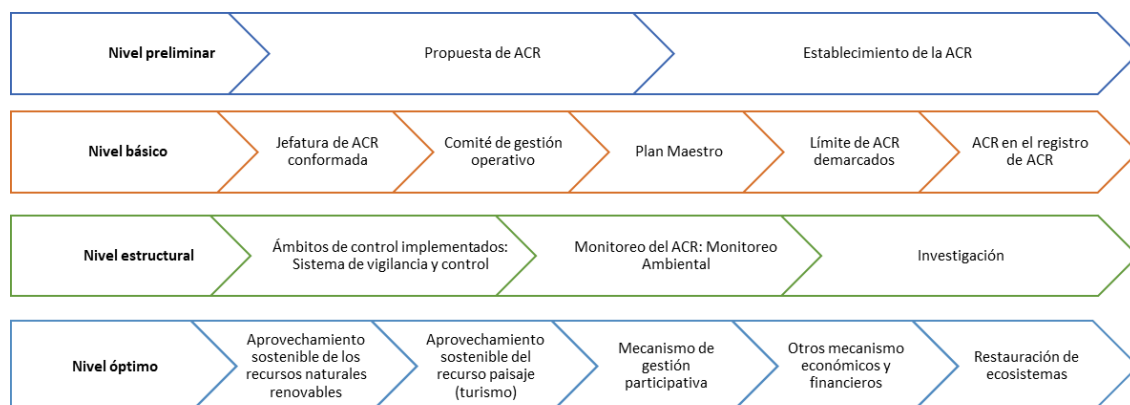 Nivel preliminar
Propuesta de ACR
Establecimiento de la ACR
Nivel básico
Jefatura de ACR
conformada
Comité de gestión
operativo
Plan Maestro
Límite de ACR
demarcados
ACR en el registro
de ACR
Nivel estructural
Ámbitos de control implementados:
Sistema de vigilancia y control
Monitoreo del ACR: Monitoreo
Ambiental
Investigación
Nivel óptimo
Aprovechamiento
sostenible de los
recursos naturales
renovables
Aprovechamiento
sostenible del
recurso paisaje
(turismo)
Mecanismo de
gestión
participativa
Otros mecanismo
económicos y
financieros
Restauración de
ecosistemas